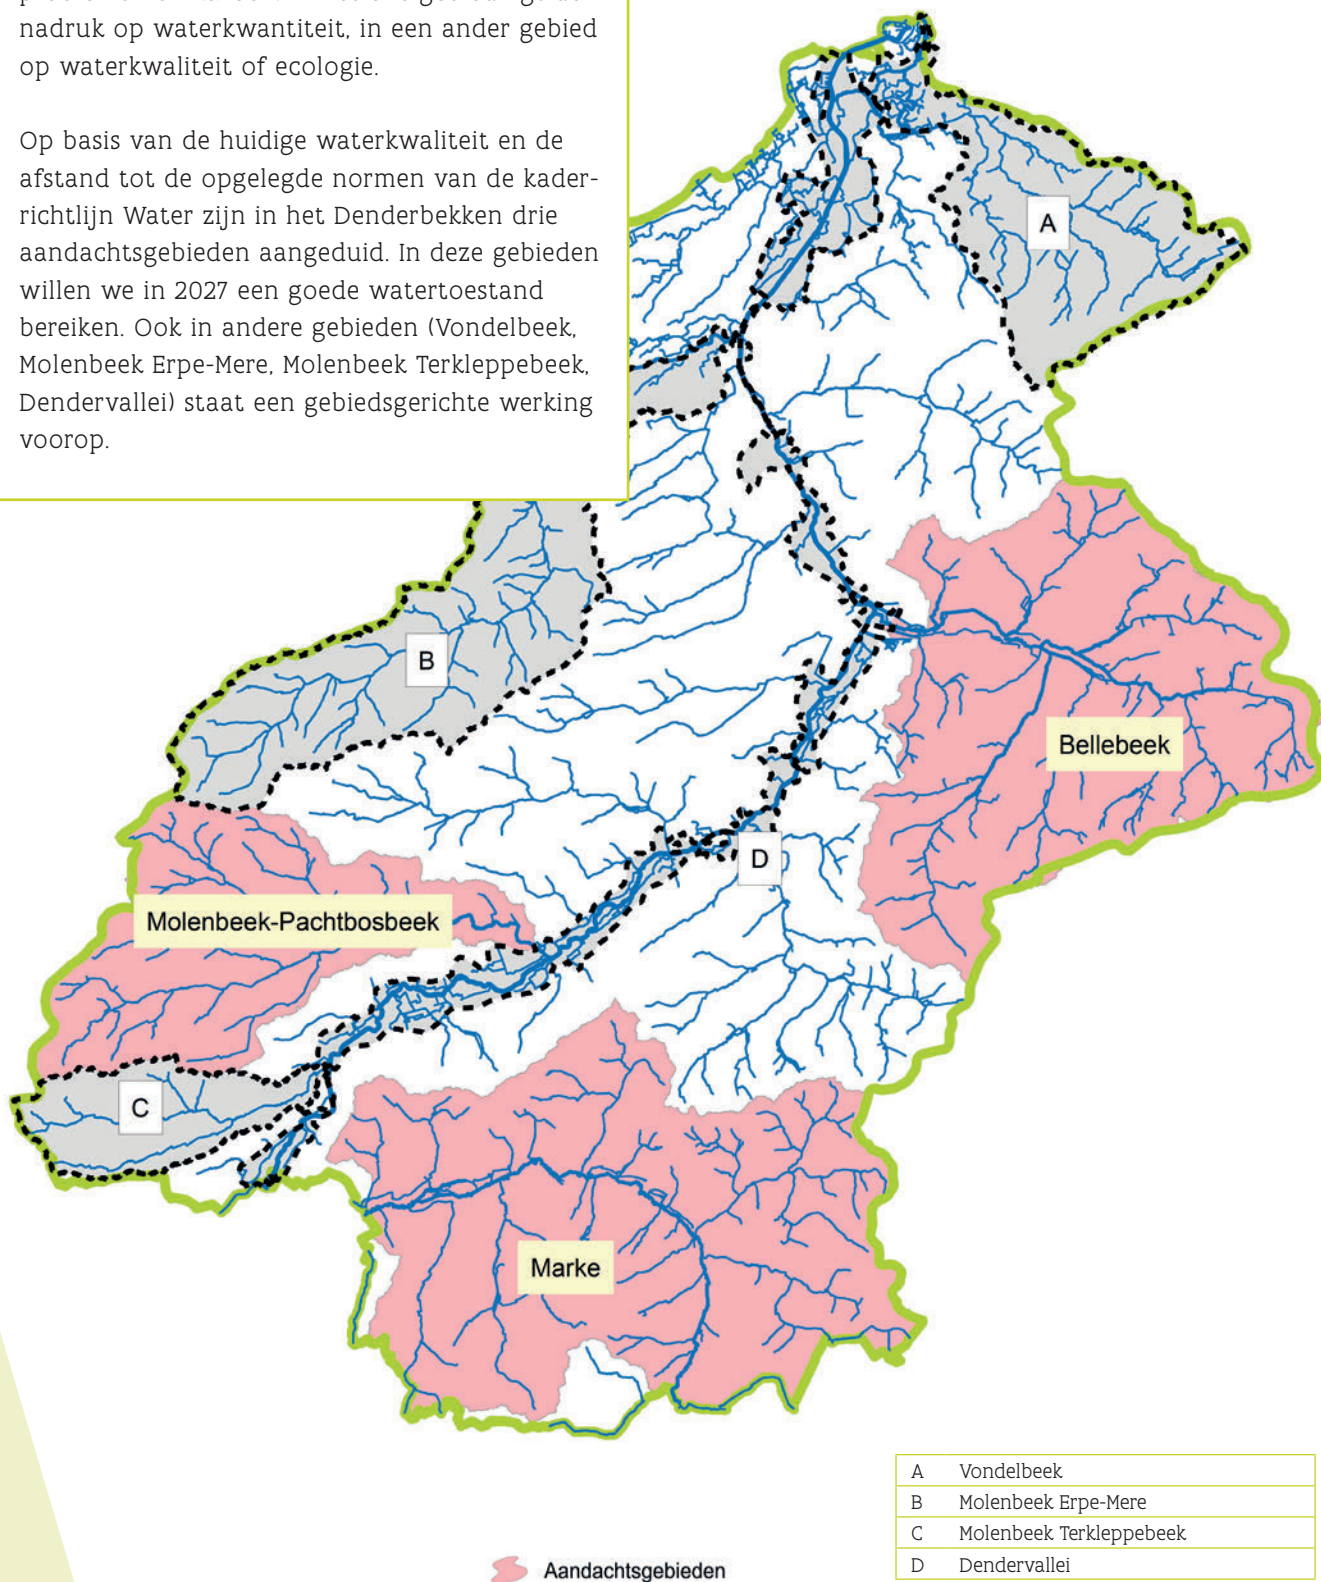 nadruk op waterkwantiteit, in een ander gebied
op waterkwaliteit of ecologie.
Op basis van de huidige waterkwaliteit en de
afstand tot de opgelegde normen van de kader-
richtlijn Water zijn in het Denderbekken drie
aandachtsgebieden aangeduid. In deze gebieden
willen we in 2027 een goede watertoestand
bereiken. Ook in andere gebieden (Vondelbeek,
Molenbeek Erpe-Mere, Molenbeek Terkleppebeek,
Dendervallei) staat een gebiedsgerichte werking
voorop.
A
B
Bellebeek
D
Molenbeek-Pachtbosbeek
C
Marke
A Vondelbeek
B Molenbeek Erpe-Mere
C Molenbeek Terkleppebeek
D Dendervallei
Aandachtsgebieden